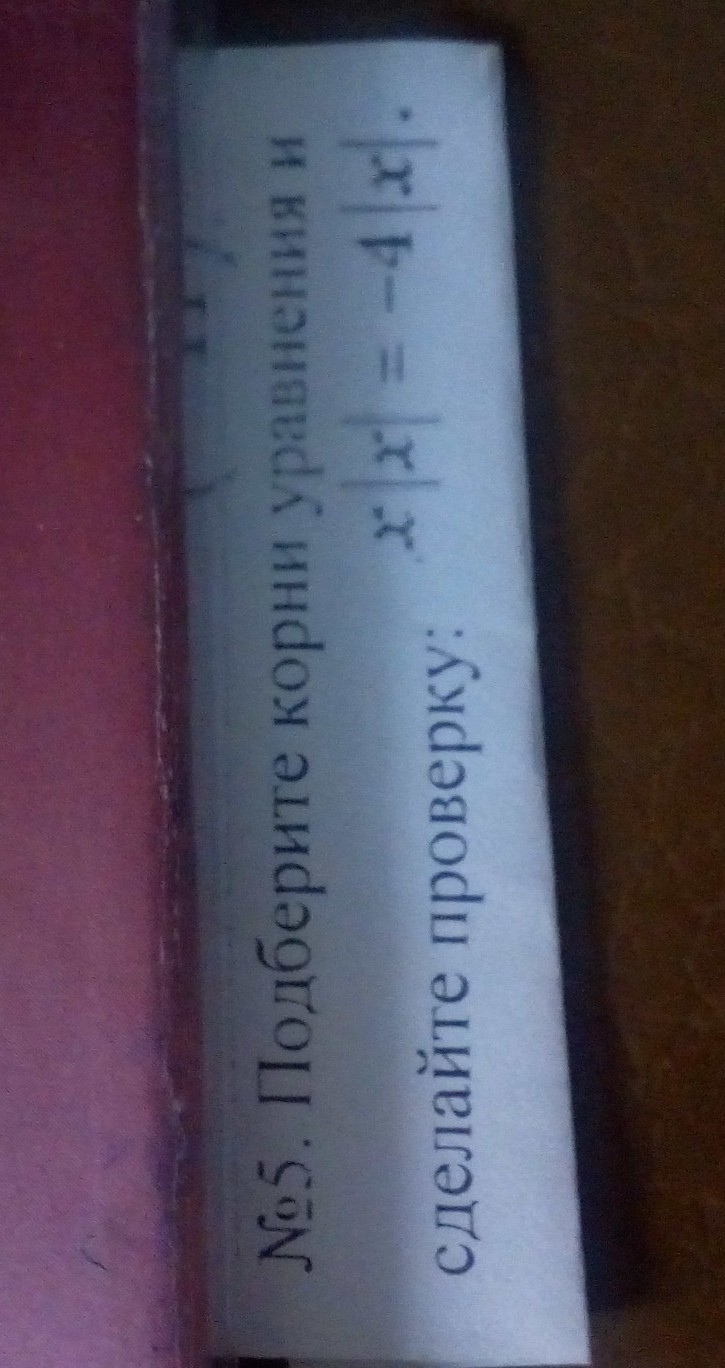 №5. Подберите корни уравнения и
сделайте проверку: x|x| = −4|x|.